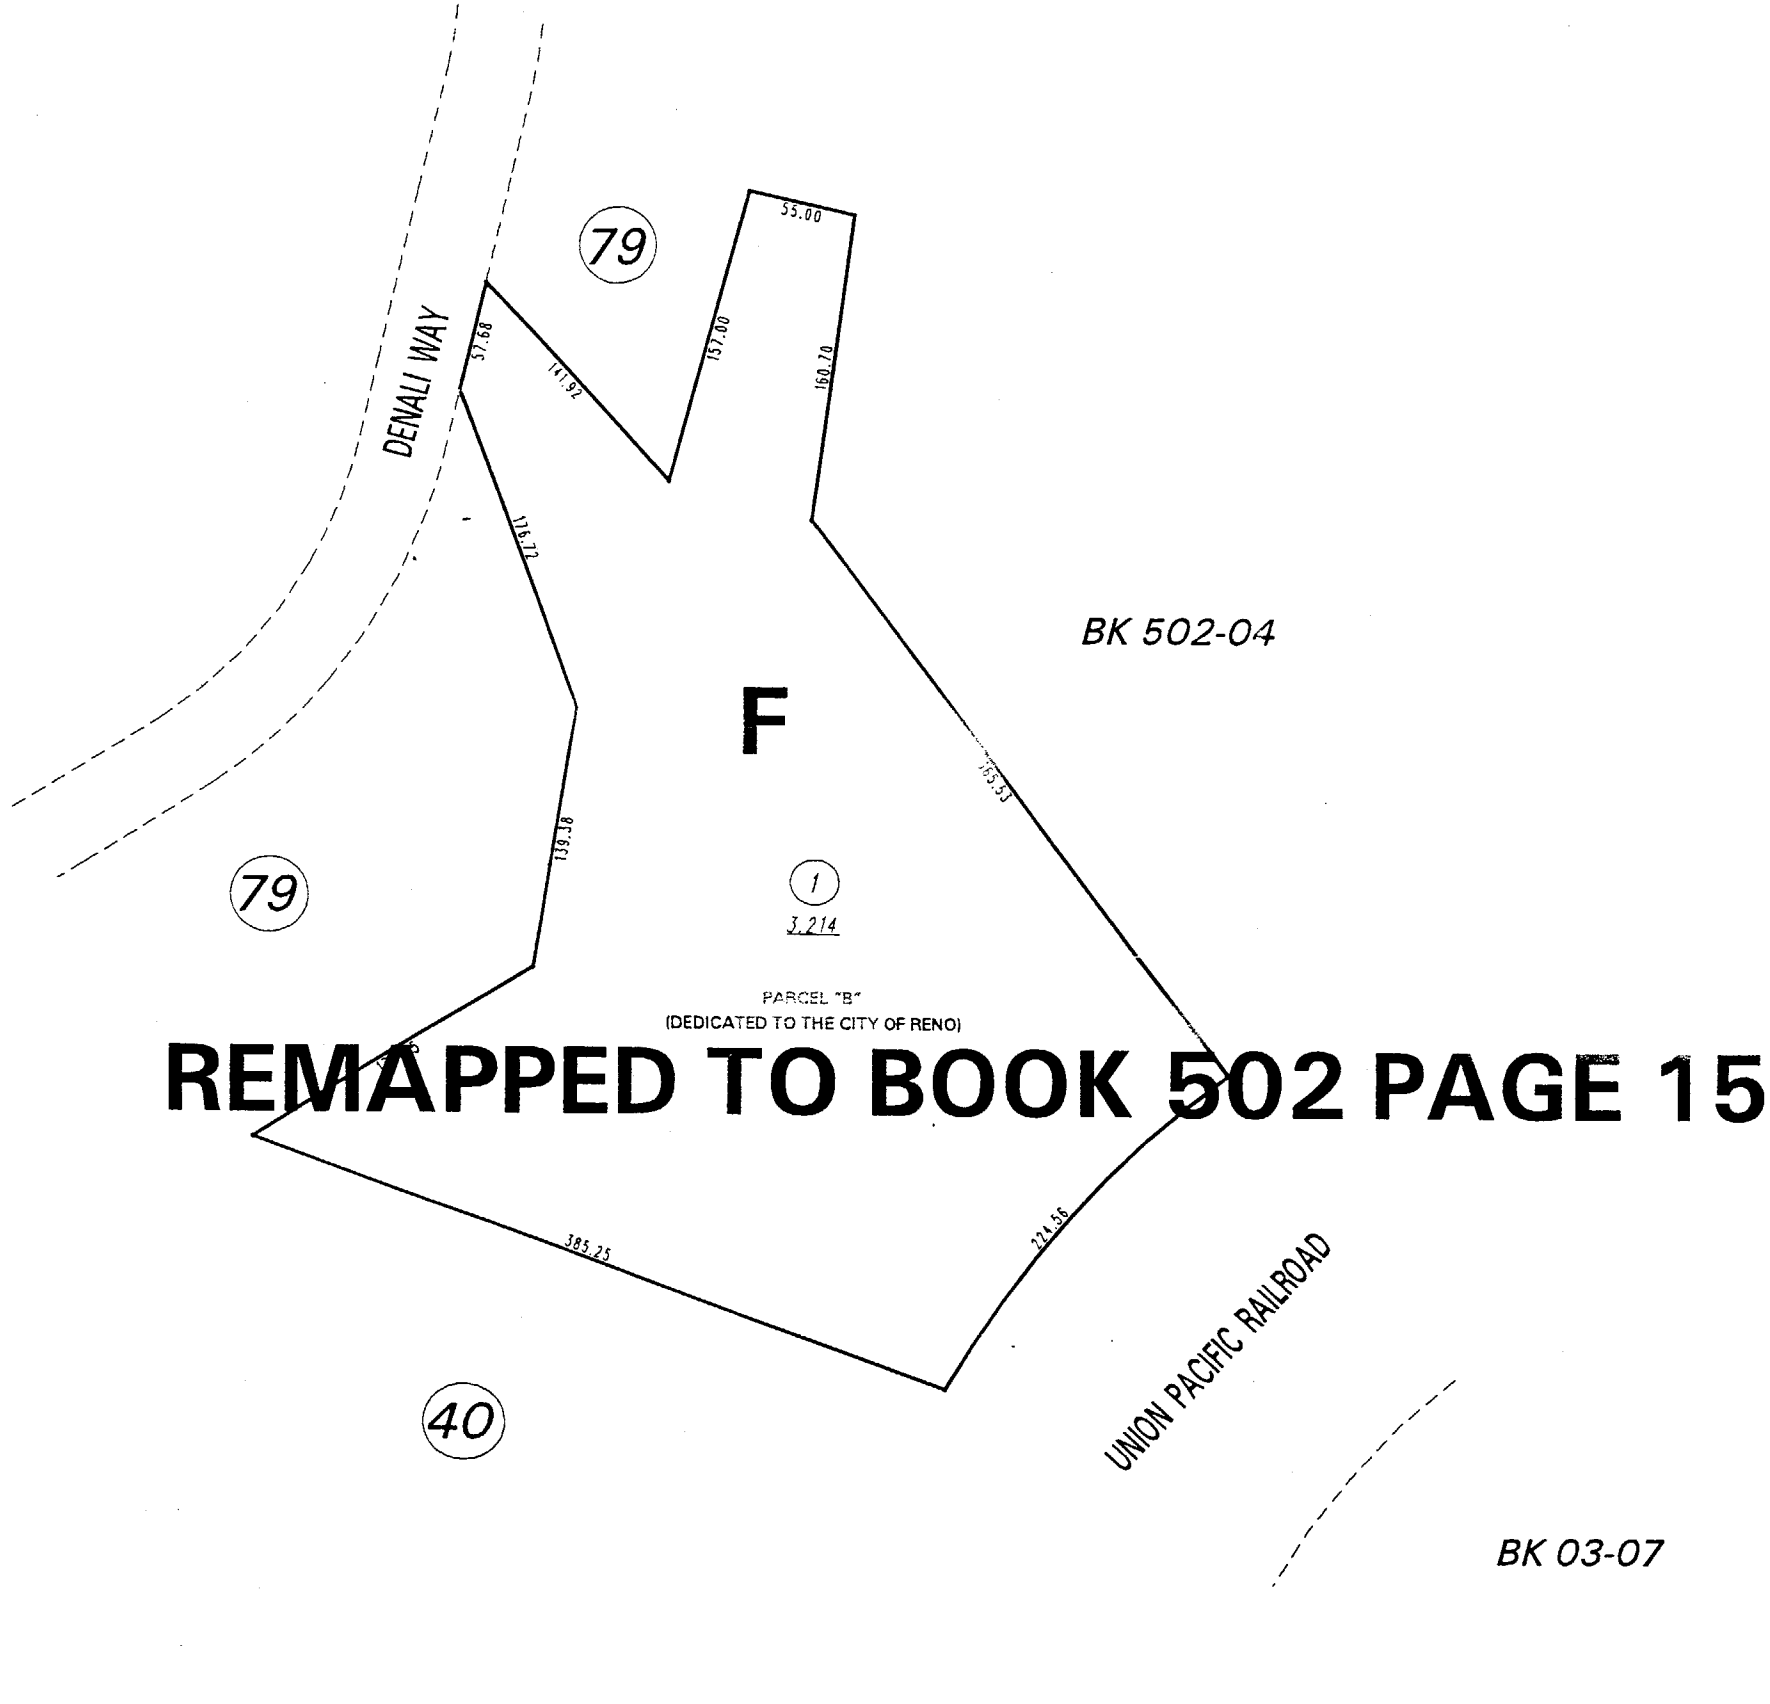 55.00
79
157.00
57.68
DENALI WAY
160.70
141.92
176.72
BK 502-04
F
365.53
139.38
1
79
3.214
PARCEL "B"
(DEDICATED TO THE CITY OF RENO)
REMAPPED TO BOOK 502 PAGE 15
224.56
385.25
UNION PACIFIC RAILROAD
40
BK 03-07